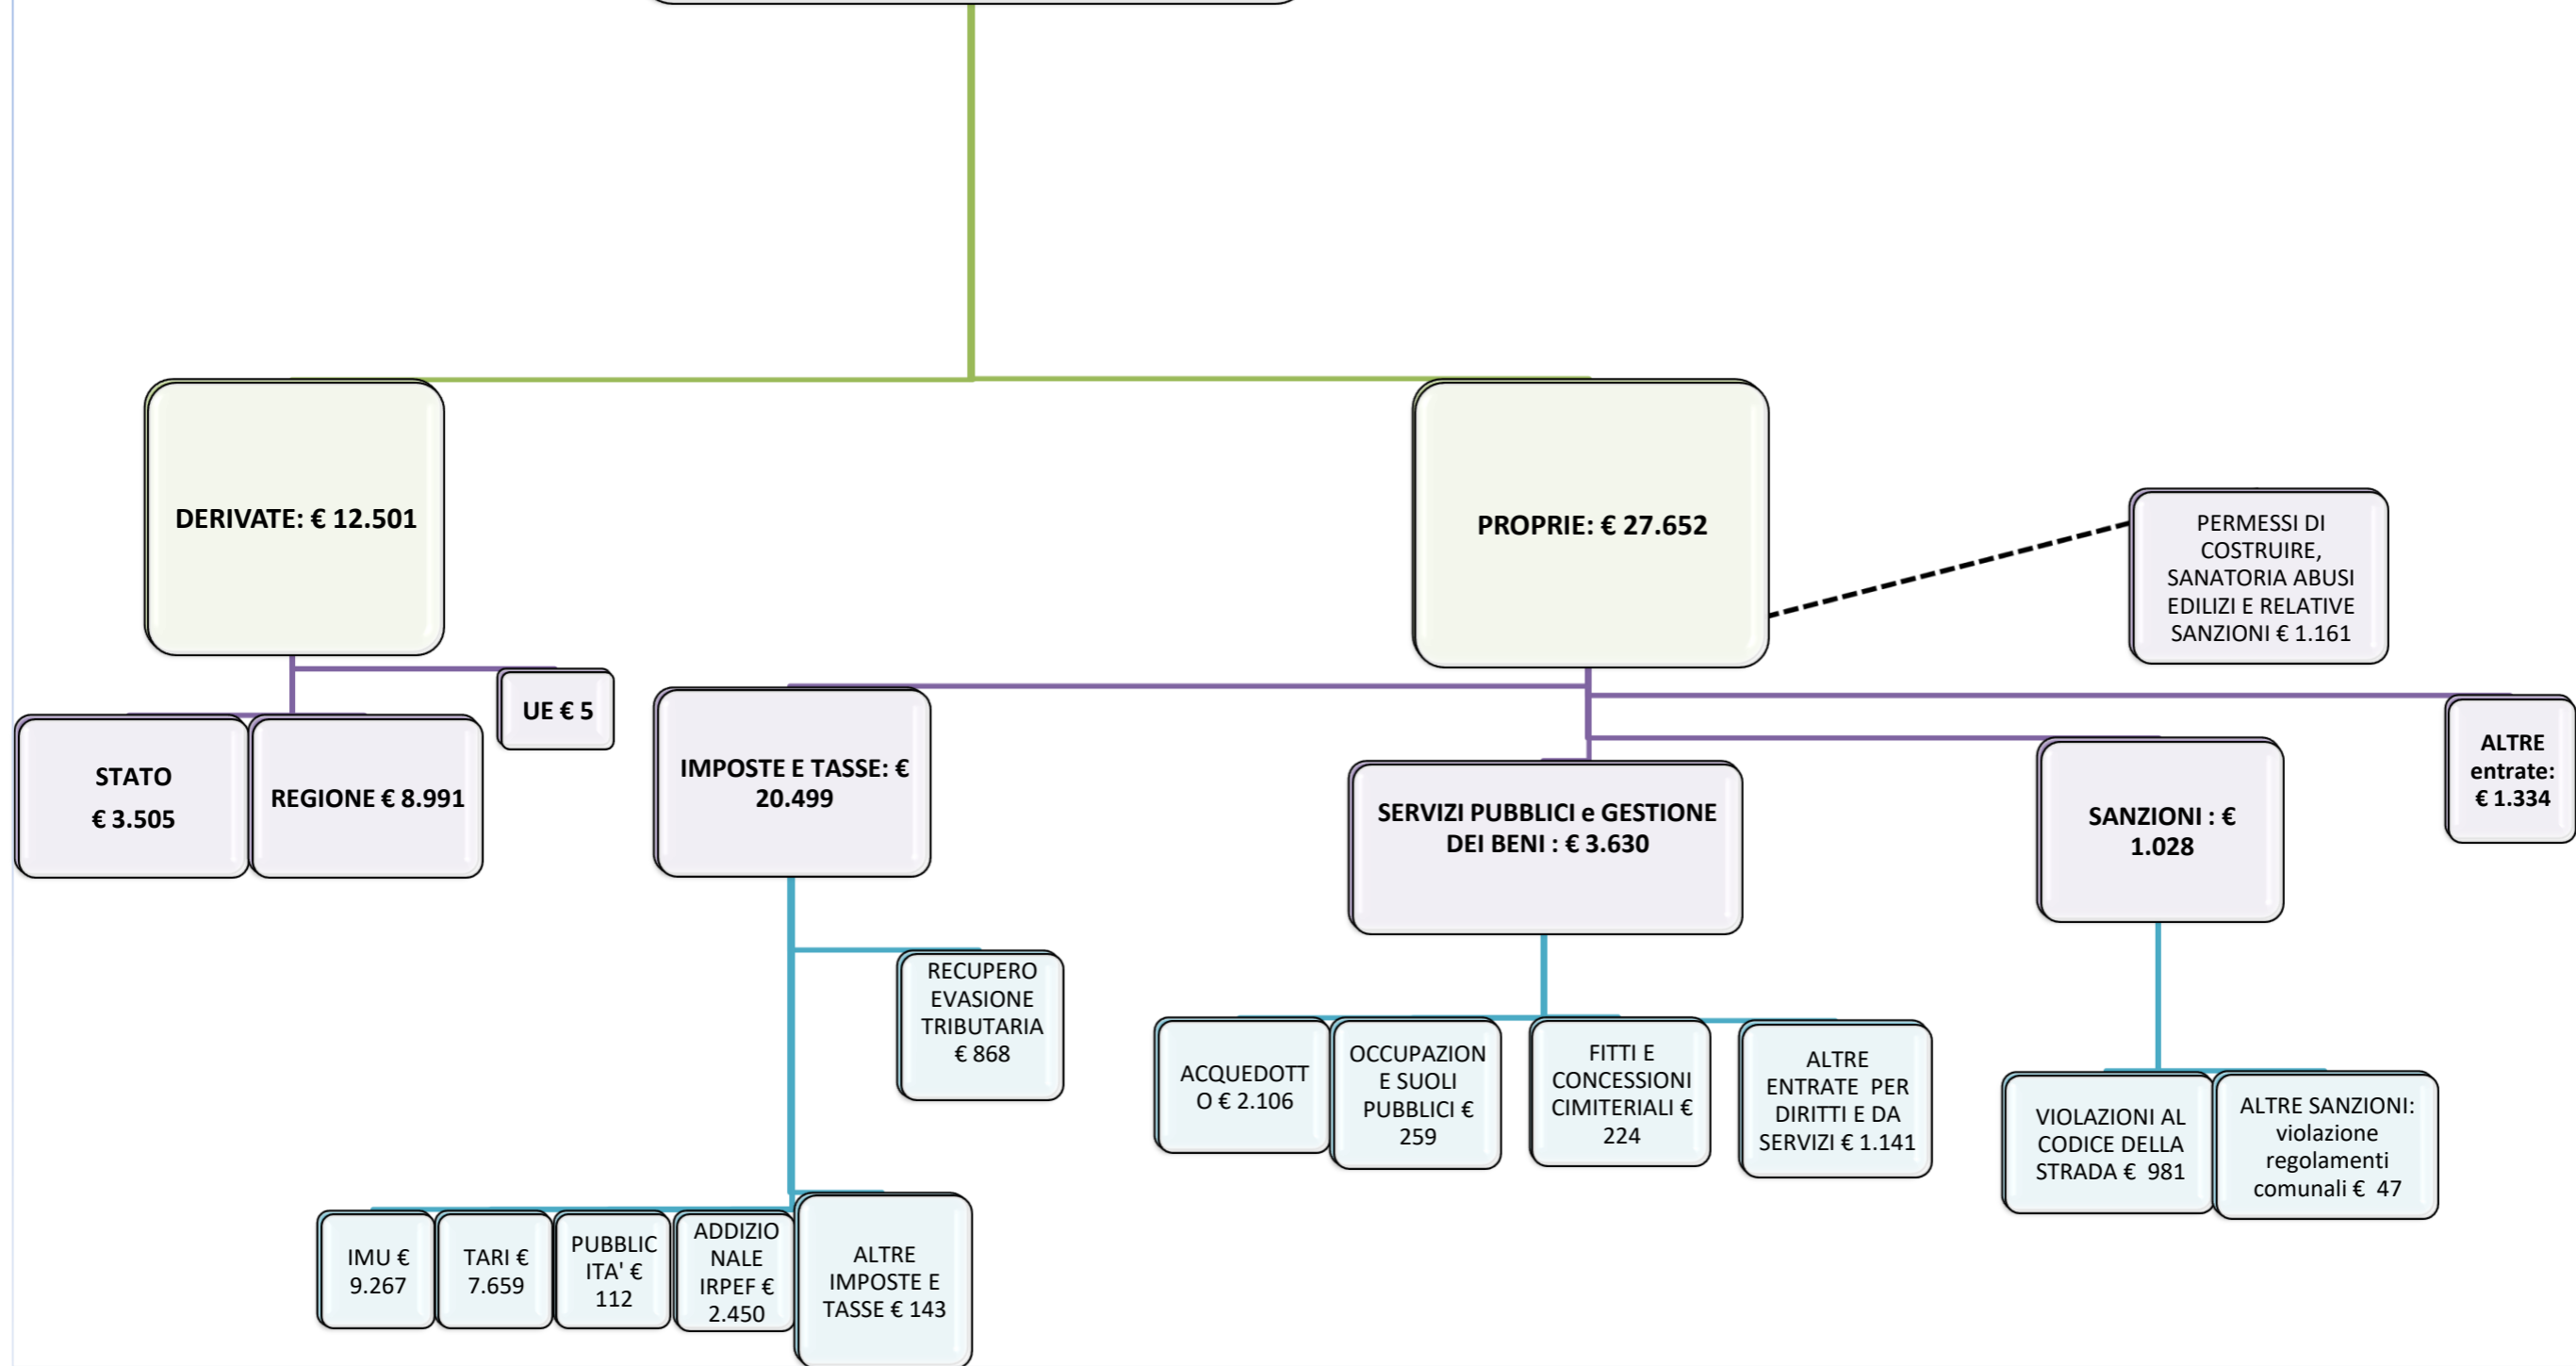 DERIVATE: € 12.501
PROPRIE: € 27.652
PERMESSI DI
COSTRUIRE,
SANATORIA ABUSI
EDILIZI E RELATIVE
SANZIONI € 1.161
UE € 5
STATO
€ 3.505
REGIONE € 8.991
IMPOSTE E TASSE: €
20.499
SERVIZI PUBBLICI e GESTIONE
DEI BENI : € 3.630
SANZIONI : €
1.028
ALTRE
entrate:
€ 1.334
RECUPERO
EVASIONE
TRIBUTARIA
€ 868
ACQUEDOTT
O € 2.106
OCCUPAZION
E SUOLI
PUBBLICI €
259
FITTI E
CONCESSIONI
CIMITERIALI €
224
ALTRE
ENTRATE  PER
DIRITTI E DA
SERVIZI € 1.141
VIOLAZIONI AL
CODICE DELLA
STRADA €  981
ALTRE SANZIONI:
violazione
regolamenti
comunali €  47
IMU €
9.267
TARI €
7.659
PUBBLIC
ITA' €
112
ADDIZIO
NALE
IRPEF €
2.450
ALTRE
IMPOSTE E
TASSE € 143